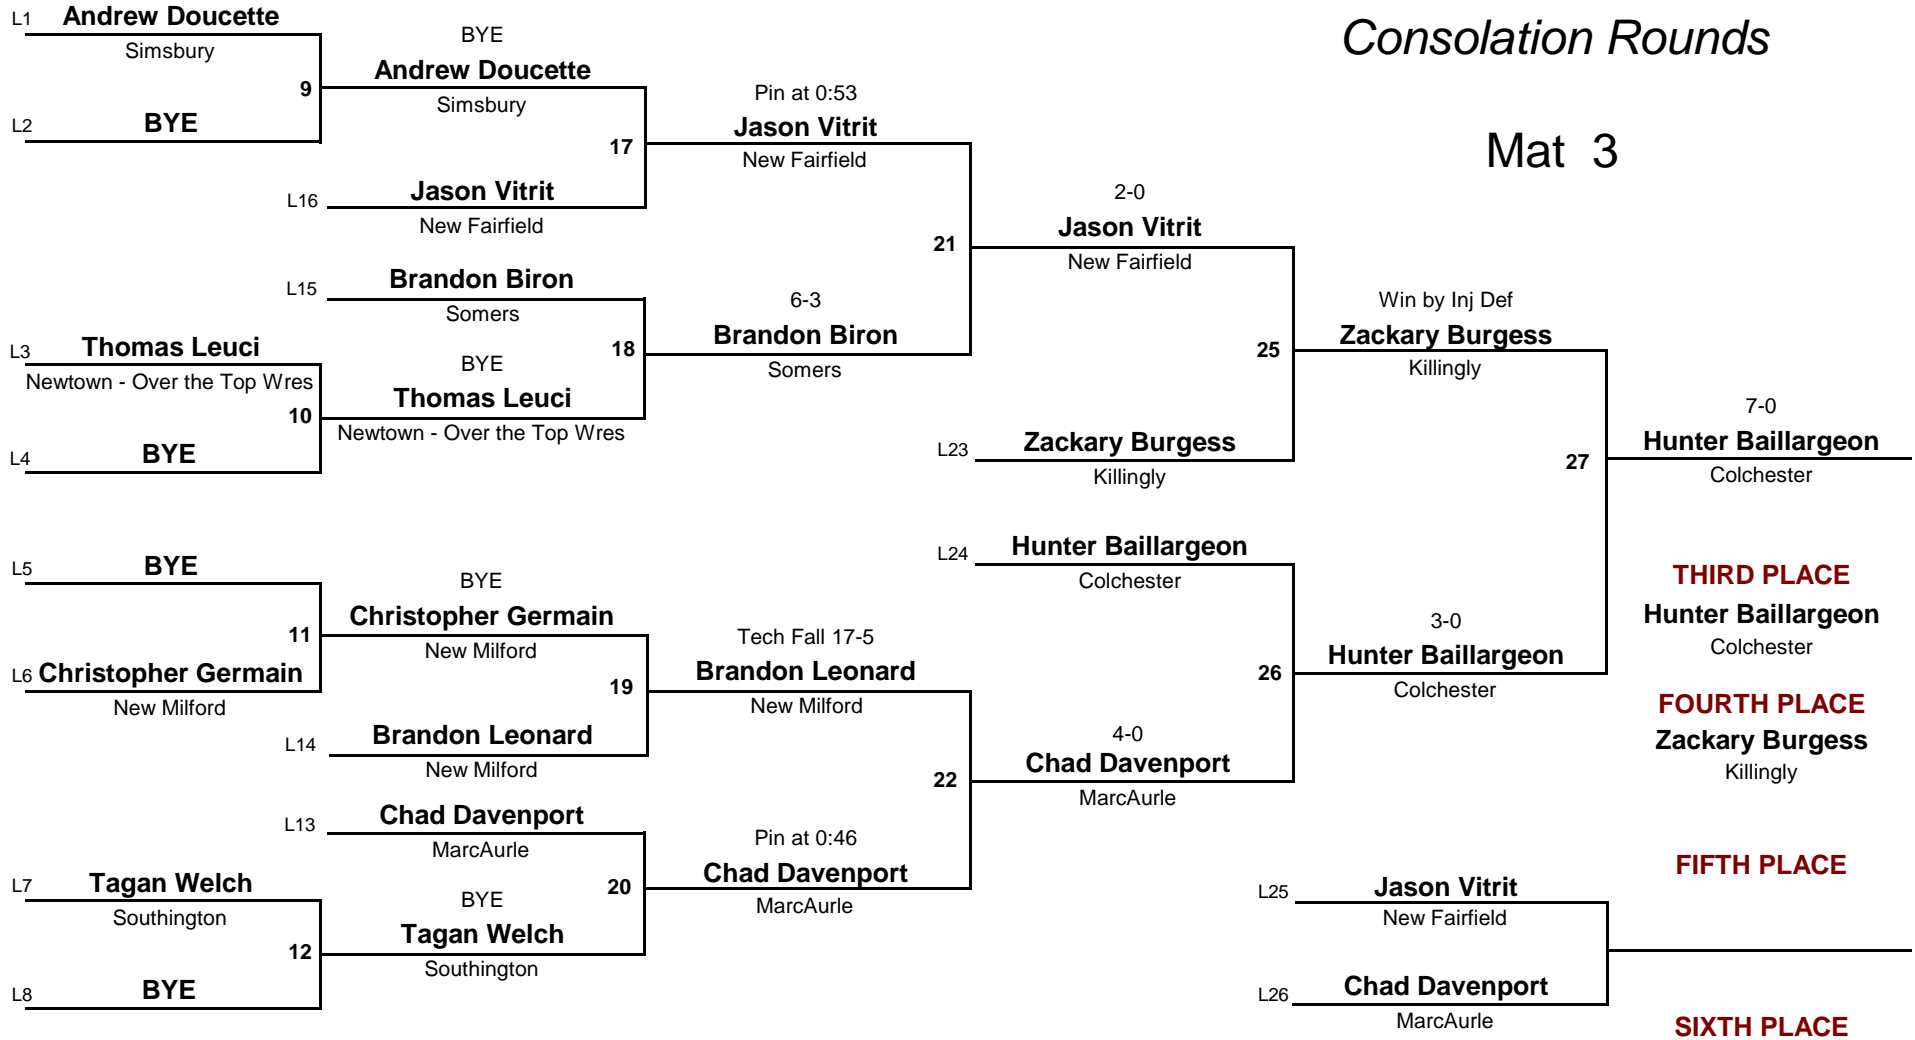 Consolation Rounds
Mat 3
L1 Andrew Doucette
Simsbury
9
L2 BYE
BYE
Andrew Doucette
Simsbury
17
L16 Jason Vitrit
New Fairfield
Pin at 0:53
Jason Vitrit
New Fairfield
21
L15 Brandon Biron
Somers
L3 Thomas Leuci
Newtown - Over the Top Wres
10
L4 BYE
18
BYE
Thomas Leuci
Newtown - Over the Top Wres
6-3
Brandon Biron
Somers
2-0
Jason Vitrit
New Fairfield
25
L23 Zackary Burgess
Killingly
Win by Inj Def
Zackary Burgess
Killingly
27
7-0
Hunter Baillargeon
Colchester
L5 BYE
11
L6 Christopher Germain
New Milford
BYE
Christopher Germain
New Milford
19
L14 Brandon Leonard
New Milford
Tech Fall 17-5
Brandon Leonard
New Milford
22
L13 Chad Davenport
MarcAurle
L7 Tagan Welch
Southington
12
L8 BYE
20
BYE
Tagan Welch
Southington
Pin at 0:46
Chad Davenport
MarcAurle
L24 Hunter Baillargeon
Colchester
26
4-0
Chad Davenport
MarcAurle
3-0
Hunter Baillargeon
Colchester
THIRD PLACE
Hunter Baillargeon
Colchester
FOURTH PLACE
Zackary Burgess
Killingly
L25 Jason Vitrit
New Fairfield
L26 Chad Davenport
MarcAurle
FIFTH PLACE
SIXTH PLACE